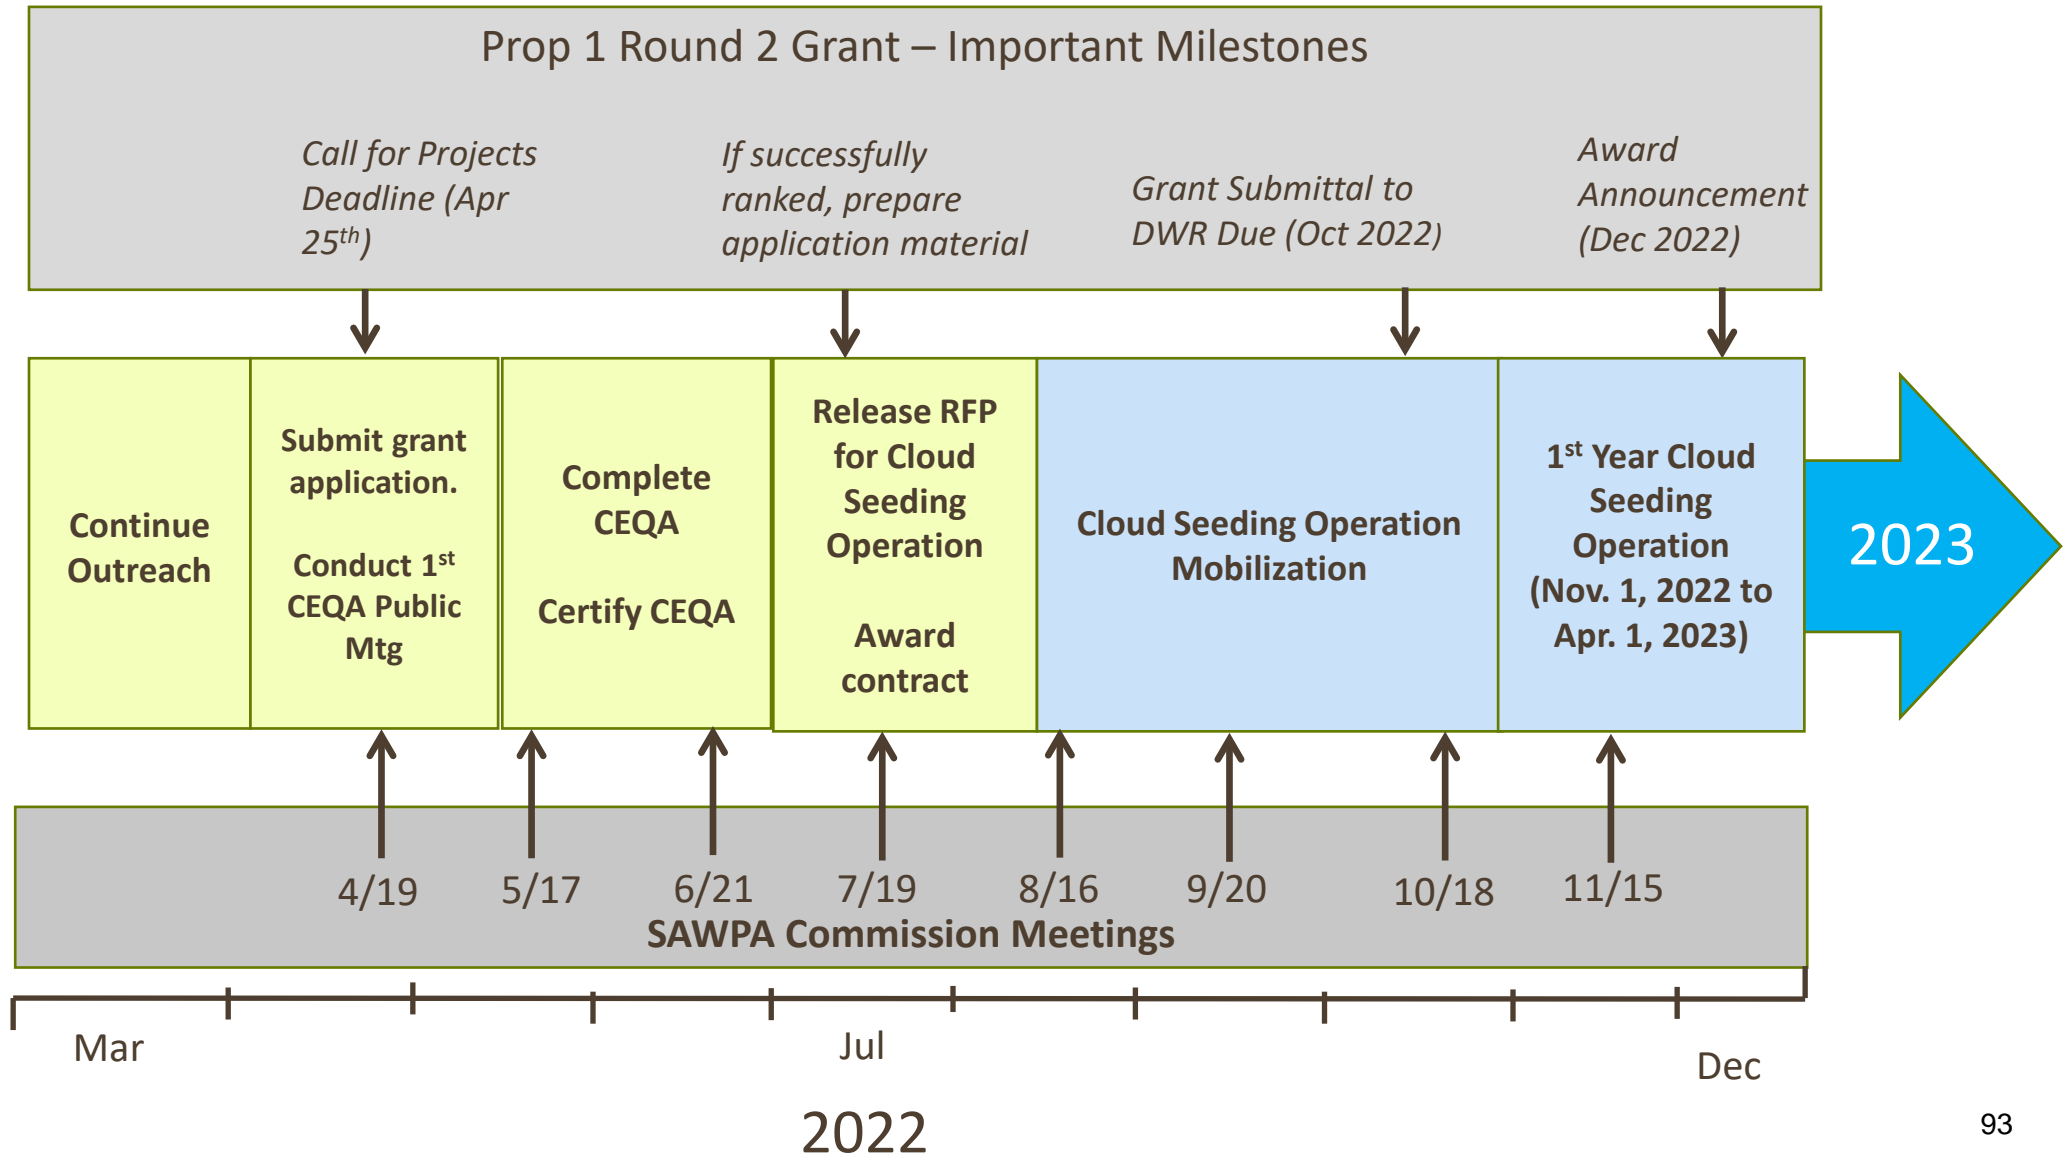 Prop 1 Round 2 Grant – Important Milestones
Call for Projects
Deadline (Apr
25th)
If successfully
ranked, prepare
application material
Grant Submittal to
DWR Due (Oct 2022)
Award
Announcement
(Dec 2022)
Continue
Outreach
Submit grant
application.
Conduct 1st
CEQA Public
Mtg
Complete
CEQA
Certify CEQA
Release RFP
for Cloud
Seeding
Operation
Award
contract
Cloud Seeding Operation
Mobilization
1st Year Cloud
Seeding
Operation
(Nov. 1, 2022 to
Apr. 1, 2023)
2023
4/19 5/17 6/21 7/19 8/16 9/20 10/18 11/15
SAWPA Commission Meetings
Mar Jul Dec
2022
93